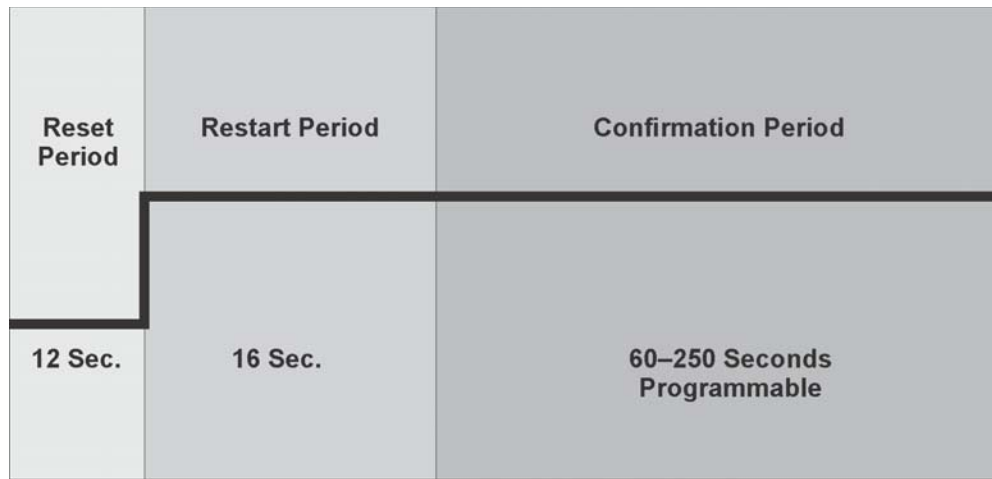 Reset
Period
Restart Period
Confirmation Period
12 Sec.
16 Sec.
60–250 Seconds
Programmable